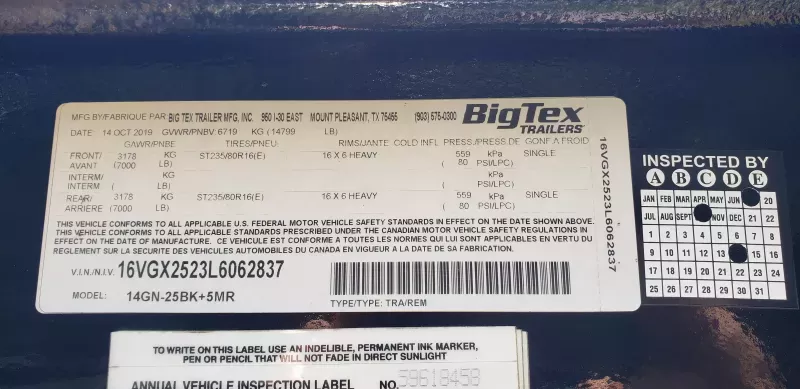 MFG BY/FABRIQUE PAR BIG TEX TRAILER MFG, INC. 950 I-30 EAST MOUNT PLEASANT, TX 75455 (903) 575-0300 BigTex TRAILERS
DATE: 14 OCT 2019 GVWR/PNBV: 6719 KG (14799 LB)
GAWR/PNBE TIRES/PNEU: RIMS/JANTE: COLD INFL PRESS/PRESS.DE GONF A FROID
FRONT/ 3178 KG ST235/80R16(E) 16 X 6 HEAVY 559 kPa SINGLE
AVANT (7000 LB) ( 80 PSI/LPC)
INTERM/ KG kPa
INTERM ( LB) ( PSI/LPC)
REAR/ 3178 KG ST235/80R16(E) 16 X 6 HEAVY 559 kPa SINGLE
ARRIERE (7000 LB) ( 80 PSI/LPC)
THIS VEHICLE CONFORMS TO ALL APPLICABLE U.S. FEDERAL MOTOR VEHICLE SAFETY STANDARDS IN EFFECT ON THE DATE SHOWN ABOVE.
THIS VEHICLE CONFORMS TO ALL APPLICABLE STANDARDS PRESCRIBED UNDER THE CANADIAN MOTOR VEHICLE SAFETY REGULATIONS IN
EFFECT ON THE DATE OF MANUFACTURE. CE VEHICULE EST CONFORME A TOUTES LES NORMES QUI LUI SONT APPLICABLES EN VERTU DU
REGLEMENT SUR LA SECURITE DES VEHICULES AUTOMOBILES DU CANADA EN VIGUEUR A LA DATE DE SA FABRICATION.
V.I.N./N.I.V. 16VGX2523L6062837
MODEL: 14GN-25BK+5MR
TYPE/TYPE: TRA/REM
16VGX2523L6062837
INSPECTED BY
A B C D E
JAN FEB MAR APR MAY JUN 20
JUL AUG SEPT NOV DEC 21
1 2 3 4 5 6 7
9 10 11 12 13 14 15 16
17 18 19 20 21 22 23 24
25 26 27 28 29 30 31
TO WRITE ON THIS LABEL USE AN INDELIBLE, PERMANENT INK MARKER,
PEN OR PENCIL THAT WILL NOT FADE IN DIRECT SUNLIGHT
ANNUAL VEHICLE INSPECTION LABEL NO. 59618458